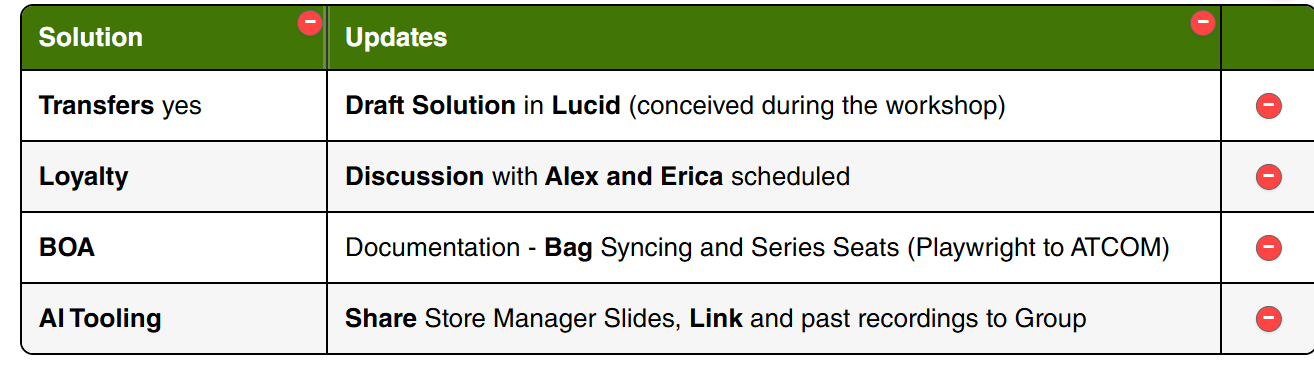 Solution Updates
Transfers yes Draft Solution in Lucid (conceived during the workshop)
Loyalty Discussion with Alex and Erica scheduled
BOA Documentation - Bag Syncing and Series Seats (Playwright to ATCOM)
AI Tooling Share Store Manager Slides, Link and past recordings to Group